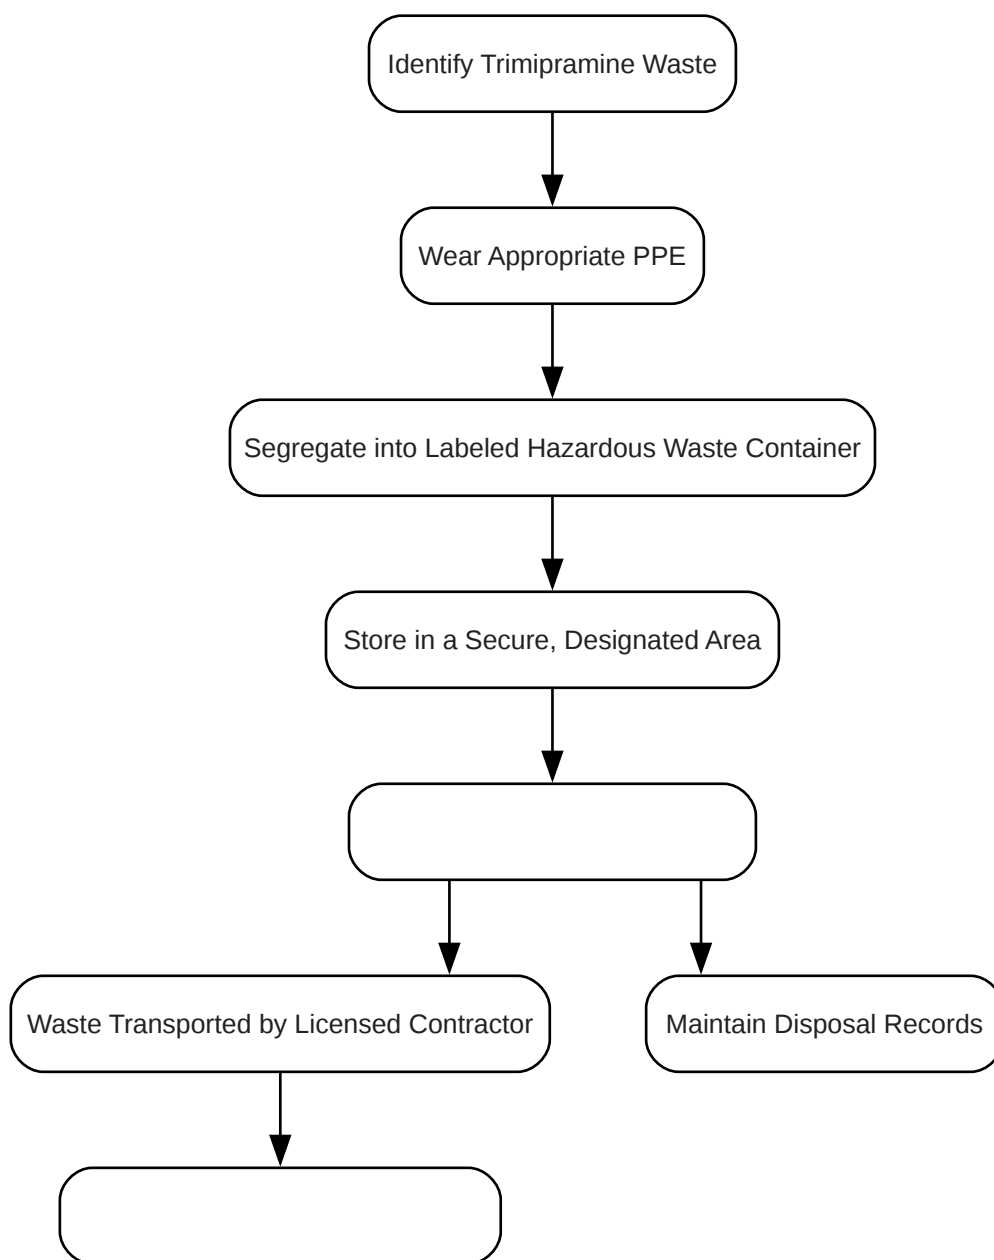 Identify Trimipramine Waste
Wear Appropriate PPE
Segregate into Labeled Hazardous Waste Container
Store in a Secure, Designated Area
Waste Transported by Licensed Contractor
Maintain Disposal Records